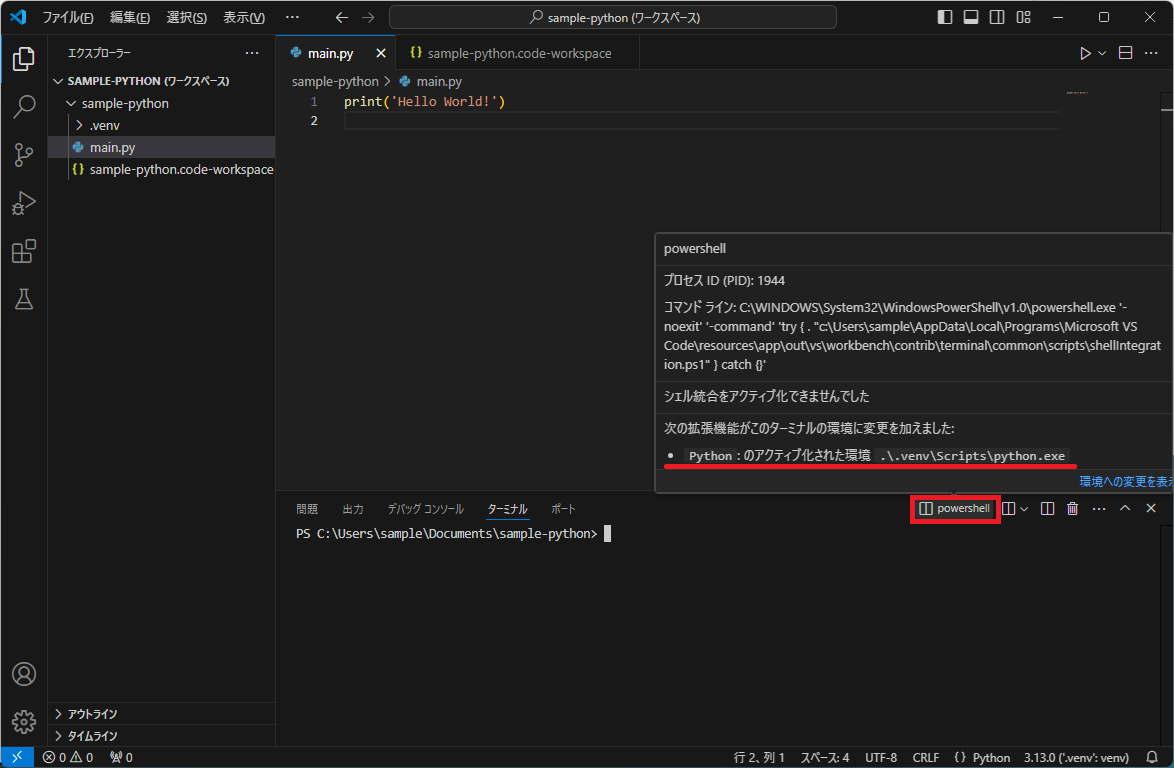 ファイル(F) 編集(E) 選択(S) 表示(V) ··· sample-python (ワークスペース)
エクスプローラー ···
SAMPLE-PYTHON (ワークスペース)
sample-python
.venv
main.py
{} sample-python.code-workspace
アウトライン
タイムライン
main.py {} sample-python.code-workspace
sample-python > main.py
1 print('Hello World!')
2
powershell
プロセス ID (PID): 1944
コマンド ライン: C:\WINDOWS\System32\WindowsPowerShell\v1.0\powershell.exe '-
noexit' '-command' 'try { . "c:\Users\sample\AppData\Local\Programs\Microsoft VS
Code\resources\app\out\vs\workbench\contrib\terminal\common\scripts\shellIntegrat
ion.ps1" } catch {}'
シェル統合をアクティブ化できませんでした
次の拡張機能がこのターミナルの環境に変更を加えました:
• Python : のアクティブ化された環境 .\.venv\Scripts\python.exe
環境への変更を表示
問題 出力 デバッグ コンソール ターミナル ポート powershell
PS C:\Users\sample\Documents\sample-python>
0 0 0 行 2、列 1 スペース: 4 UTF-8 CRLF {} Python 3.13.0 ('.venv': venv)